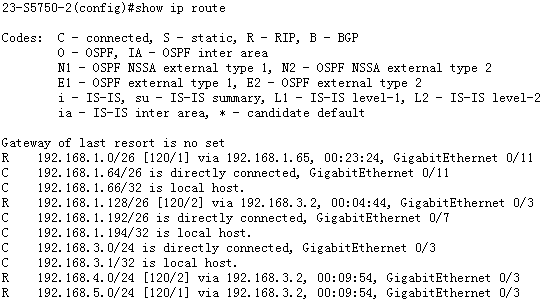 23-S5750-2(config)#show ip route
Codes: C - connected, S - static, R - RIP, B - BGP
O - OSPF, IA - OSPF inter area
N1 - OSPF NSSA external type 1, N2 - OSPF NSSA external type 2
E1 - OSPF external type 1, E2 - OSPF external type 2
i - IS-IS, su - IS-IS summary, L1 - IS-IS level-1, L2 - IS-IS level-2
ia - IS-IS inter area, * - candidate default
Gateway of last resort is no set
R 192.168.1.0/26 [120/1] via 192.168.1.65, 00:23:24, GigabitEthernet 0/11
C 192.168.1.64/26 is directly connected, GigabitEthernet 0/11
C 192.168.1.66/32 is local host.
R 192.168.1.128/26 [120/2] via 192.168.3.2, 00:04:44, GigabitEthernet 0/3
C 192.168.1.192/26 is directly connected, GigabitEthernet 0/7
C 192.168.1.194/32 is local host.
C 192.168.3.0/24 is directly connected, GigabitEthernet 0/3
C 192.168.3.1/32 is local host.
R 192.168.4.0/24 [120/2] via 192.168.3.2, 00:09:54, GigabitEthernet 0/3
R 192.168.5.0/24 [120/1] via 192.168.3.2, 00:09:54, GigabitEthernet 0/3